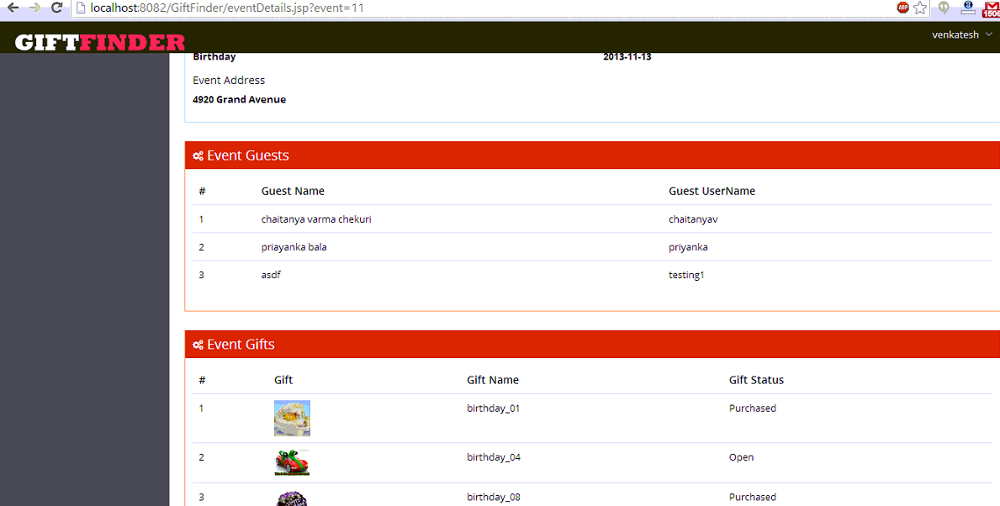 localhost:8082/GiftFinder/eventDetails.jsp?event=11 ABP 1506
GIFTFINDER venkatesh
Birthday 2013-11-13
Event Address
4920 Grand Avenue
Event Guests
# Guest Name Guest UserName
1 chaitanya varma chekuri chaitanyav
2 priayanka bala priyanka
3 asdf testing1
Event Gifts
# Gift Gift Name Gift Status
1 birthday_01 Purchased
2 birthday_04 Open
3 birthday_08 Purchased